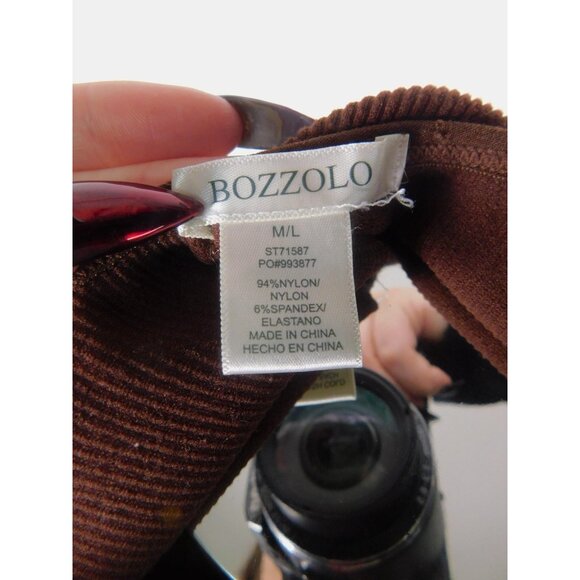 BOZZOLO
M/L
ST71587
PO#993877
94%NYLON/
NYLON
6%SPANDEX/
ELASTANO
MADE IN CHINA
HECHO EN CHINA